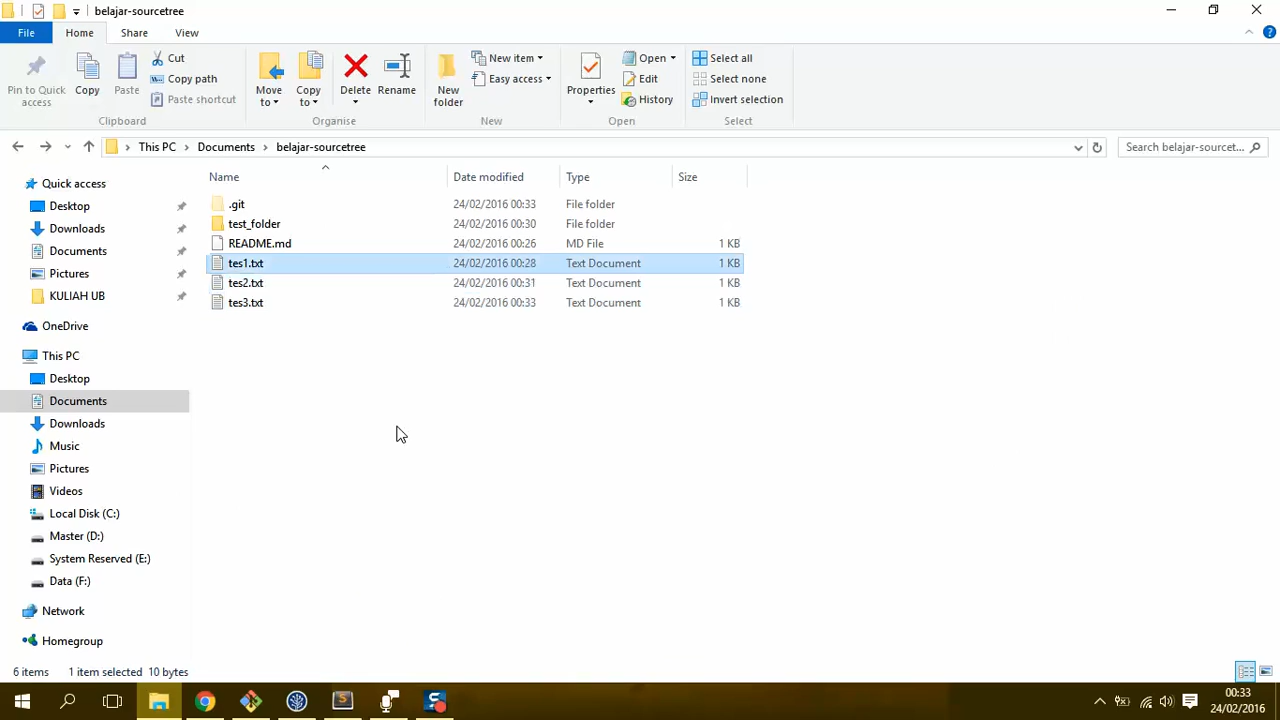 belajar-sourcetree
File Home Share View
Pin to Quick access
Copy
Paste
Cut
Copy path
Paste shortcut
Clipboard
Move to
Copy to
Delete
Rename
Organise
New folder
New item
Easy access
New
Properties
Open
Edit
History
Open
Select all
Select none
Invert selection
Select
This PC Documents belajar-sourcetree
Search belajar-sourcet...
Name Date modified Type Size
.git 24/02/2016 00:33 File folder
test_folder 24/02/2016 00:30 File folder
README.md 24/02/2016 00:26 MD File 1 KB
tes1.txt 24/02/2016 00:28 Text Document 1 KB
tes2.txt 24/02/2016 00:31 Text Document 1 KB
tes3.txt 24/02/2016 00:33 Text Document 1 KB
Quick access
Desktop
Downloads
Documents
Pictures
KULIAH UB
OneDrive
This PC
Desktop
Documents
Downloads
Music
Pictures
Videos
Local Disk (C:)
Master (D:)
System Reserved (E:)
Data (F:)
Network
Homegroup
6 items 1 item selected 10 bytes
00:33
24/02/2016